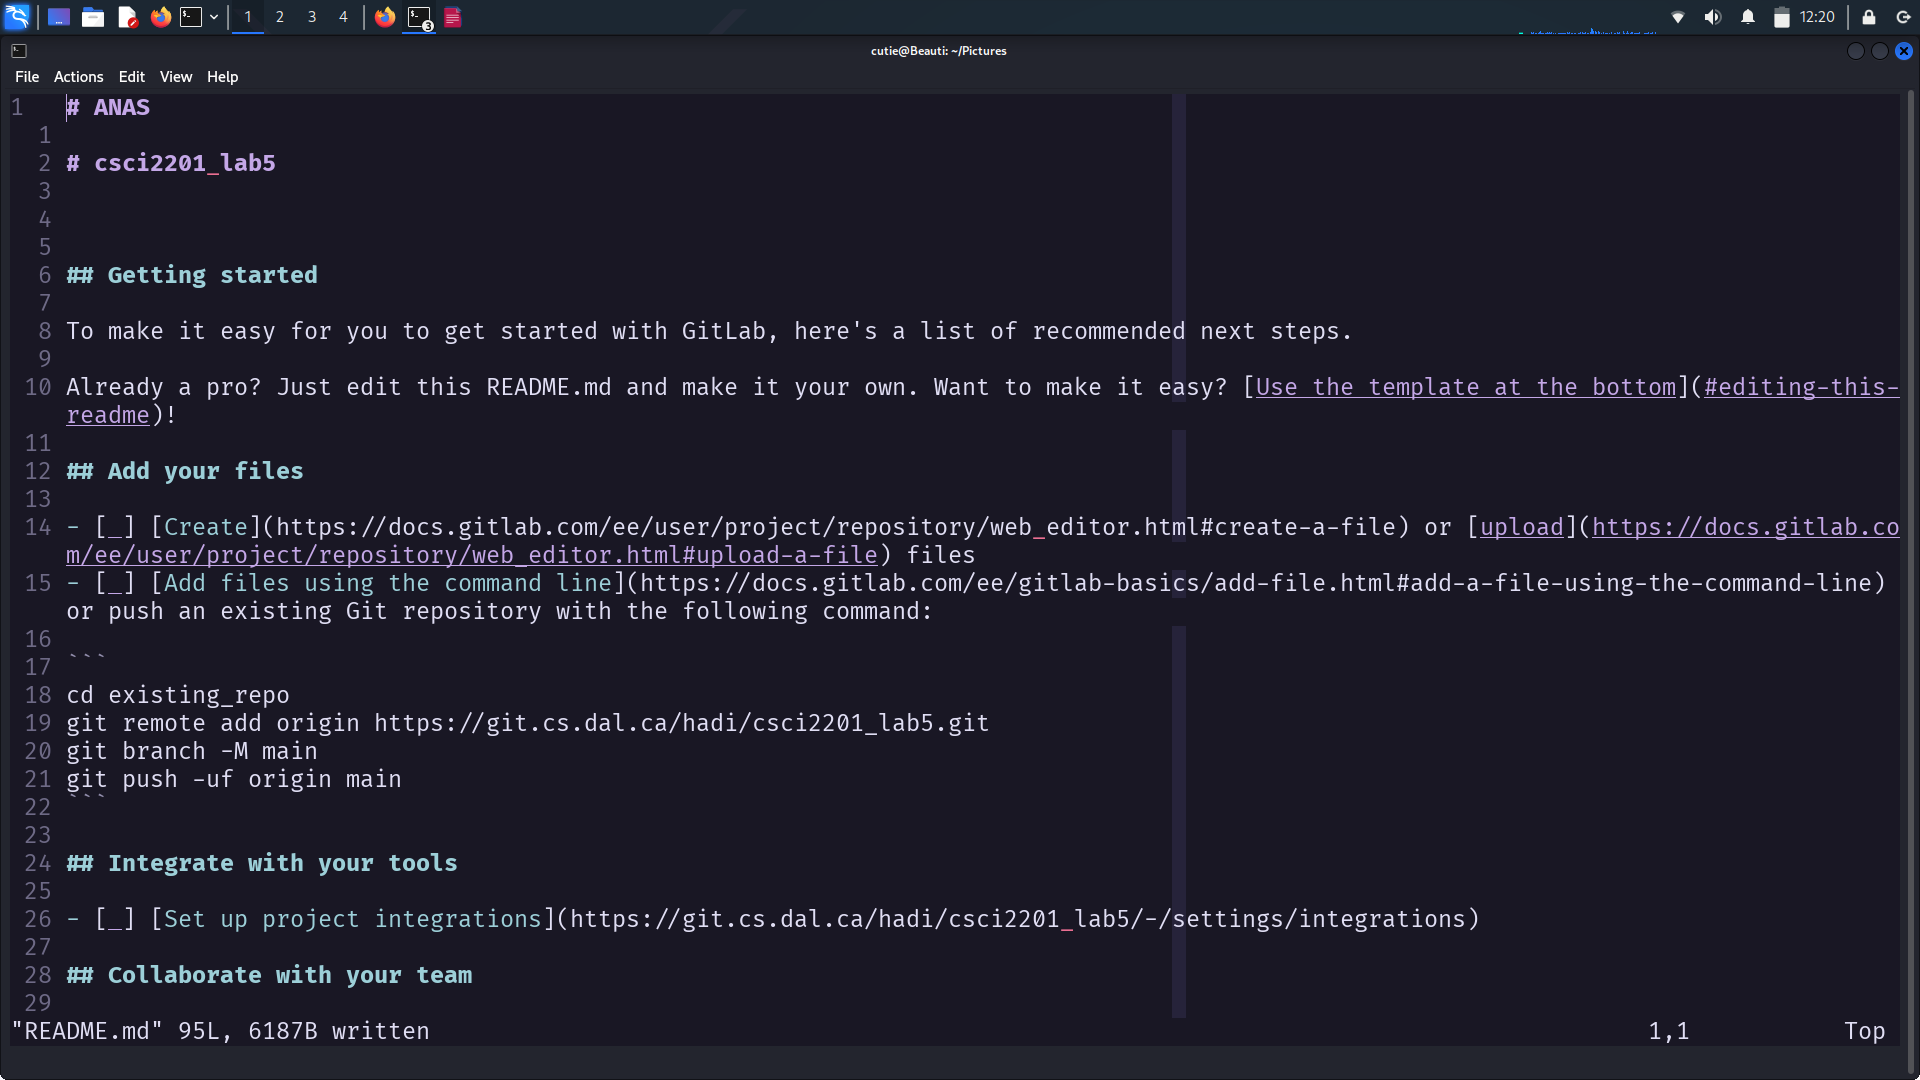 1 2 3 4 3 12:20
cutie@Beauti: ~/Pictures
File Actions Edit View Help
1 # ANAS
1
2 # csci2201_lab5
3
4
5
6 ## Getting started
7
8 To make it easy for you to get started with GitLab, here's a list of recommended next steps.
9
10 Already a pro? Just edit this README.md and make it your own. Want to make it easy? [Use the template at the bottom](#editing-this-
readme)!
11
12 ## Add your files
13
14 - [_] [Create](https://docs.gitlab.com/ee/user/project/repository/web_editor.html#create-a-file) or [upload](https://docs.gitlab.co
m/ee/user/project/repository/web_editor.html#upload-a-file) files
15 - [_] [Add files using the command line](https://docs.gitlab.com/ee/gitlab-basics/add-file.html#add-a-file-using-the-command-line)
or push an existing Git repository with the following command:
16
17 ```
18 cd existing_repo
19 git remote add origin https://git.cs.dal.ca/hadi/csci2201_lab5.git
20 git branch -M main
21 git push -uf origin main
22 ```
23
24 ## Integrate with your tools
25
26 - [_] [Set up project integrations](https://git.cs.dal.ca/hadi/csci2201_lab5/-/settings/integrations)
27
28 ## Collaborate with your team
29
"README.md" 95L, 6187B written 1,1 Top